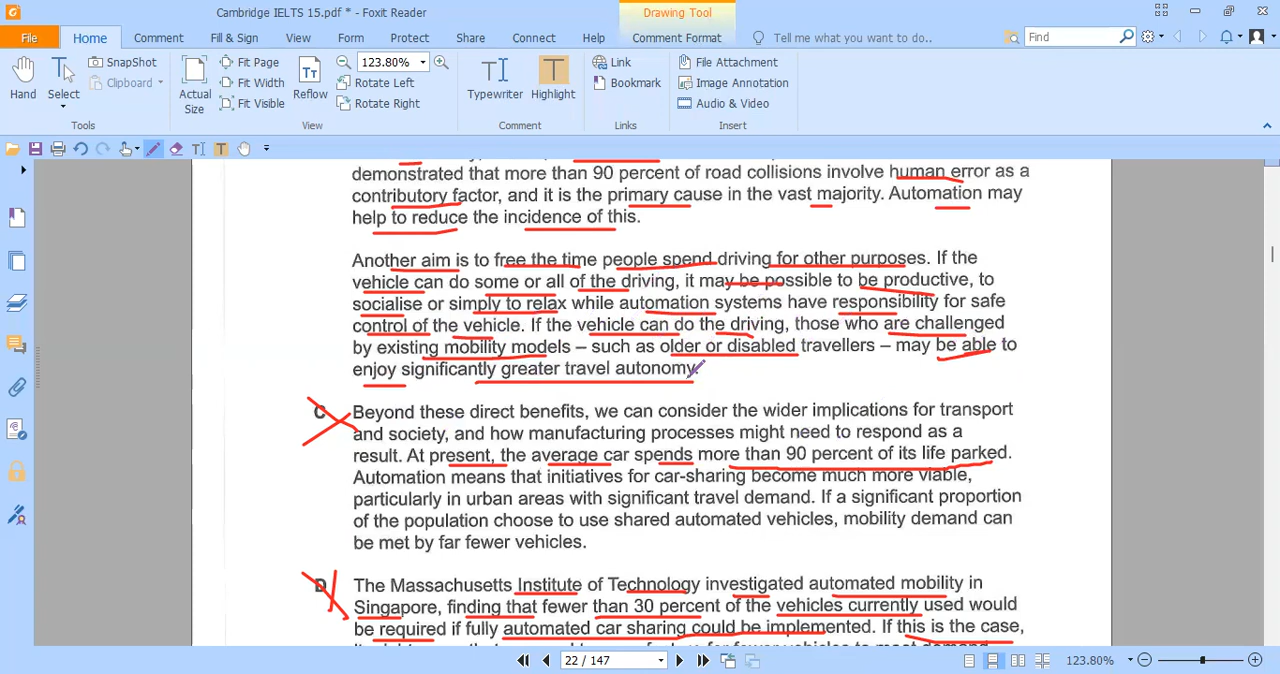 Cambridge IELTS 15.pdf * - Foxit Reader
Drawing Tool
File Home Comment Fill & Sign View Form Protect Share Connect Help Comment Format Tell me what you want to do.. Find
Hand
Select
SnapShot
Clipboard
Actual Size
Fit Page
Fit Width
Fit Visible
Reflow
123.80%
Rotate Left
Rotate Right
Typewriter
Highlight
Link
Bookmark
File Attachment
Image Annotation
Audio & Video
Tools View Comment Links Insert
demonstrated that more than 90 percent of road collisions involve human error as a
contributory factor, and it is the primary cause in the vast majority. Automation may
help to reduce the incidence of this.
Another aim is to free the time people spend driving for other purposes. If the
vehicle can do some or all of the driving, it may be possible to be productive, to
socialise or simply to relax while automation systems have responsibility for safe
control of the vehicle. If the vehicle can do the driving, those who are challenged
by existing mobility models – such as older or disabled travellers – may be able to
enjoy significantly greater travel autonomy.
C Beyond these direct benefits, we can consider the wider implications for transport
and society, and how manufacturing processes might need to respond as a
result. At present, the average car spends more than 90 percent of its life parked.
Automation means that initiatives for car-sharing become much more viable,
particularly in urban areas with significant travel demand. If a significant proportion
of the population choose to use shared automated vehicles, mobility demand can
be met by far fewer vehicles.
D The Massachusetts Institute of Technology investigated automated mobility in
Singapore, finding that fewer than 30 percent of the vehicles currently used would
be required if fully automated car sharing could be implemented. If this is the case,
22 / 147
123.80%